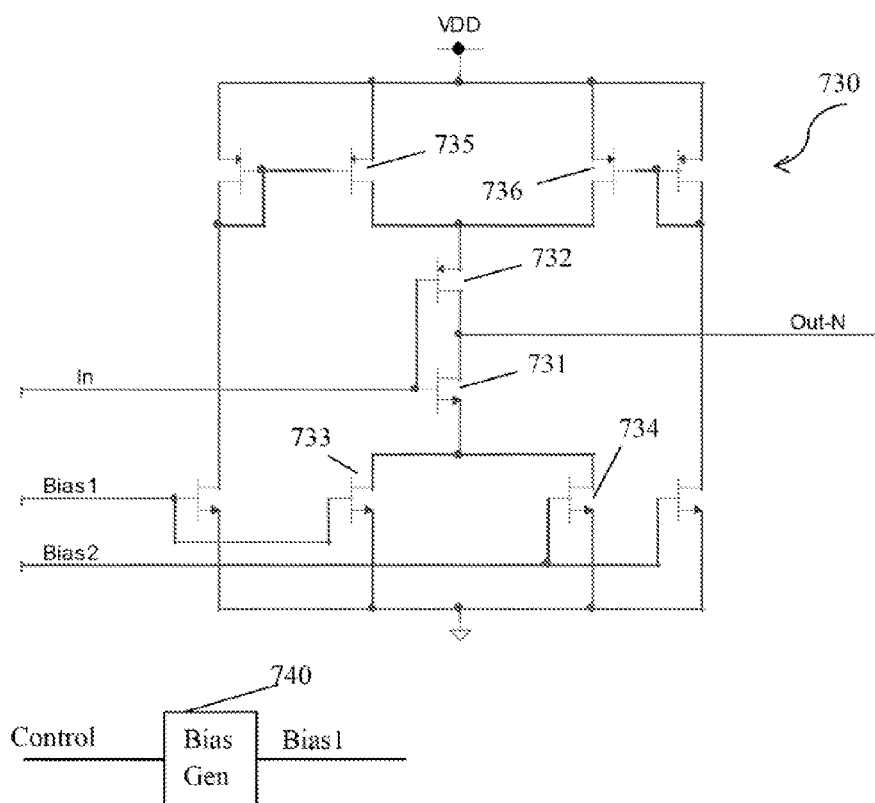 VDD
730
735
736
732
Out-N
In
731
733
734
Bias1
Bias2
740
Control
Bias
Gen
Bias1